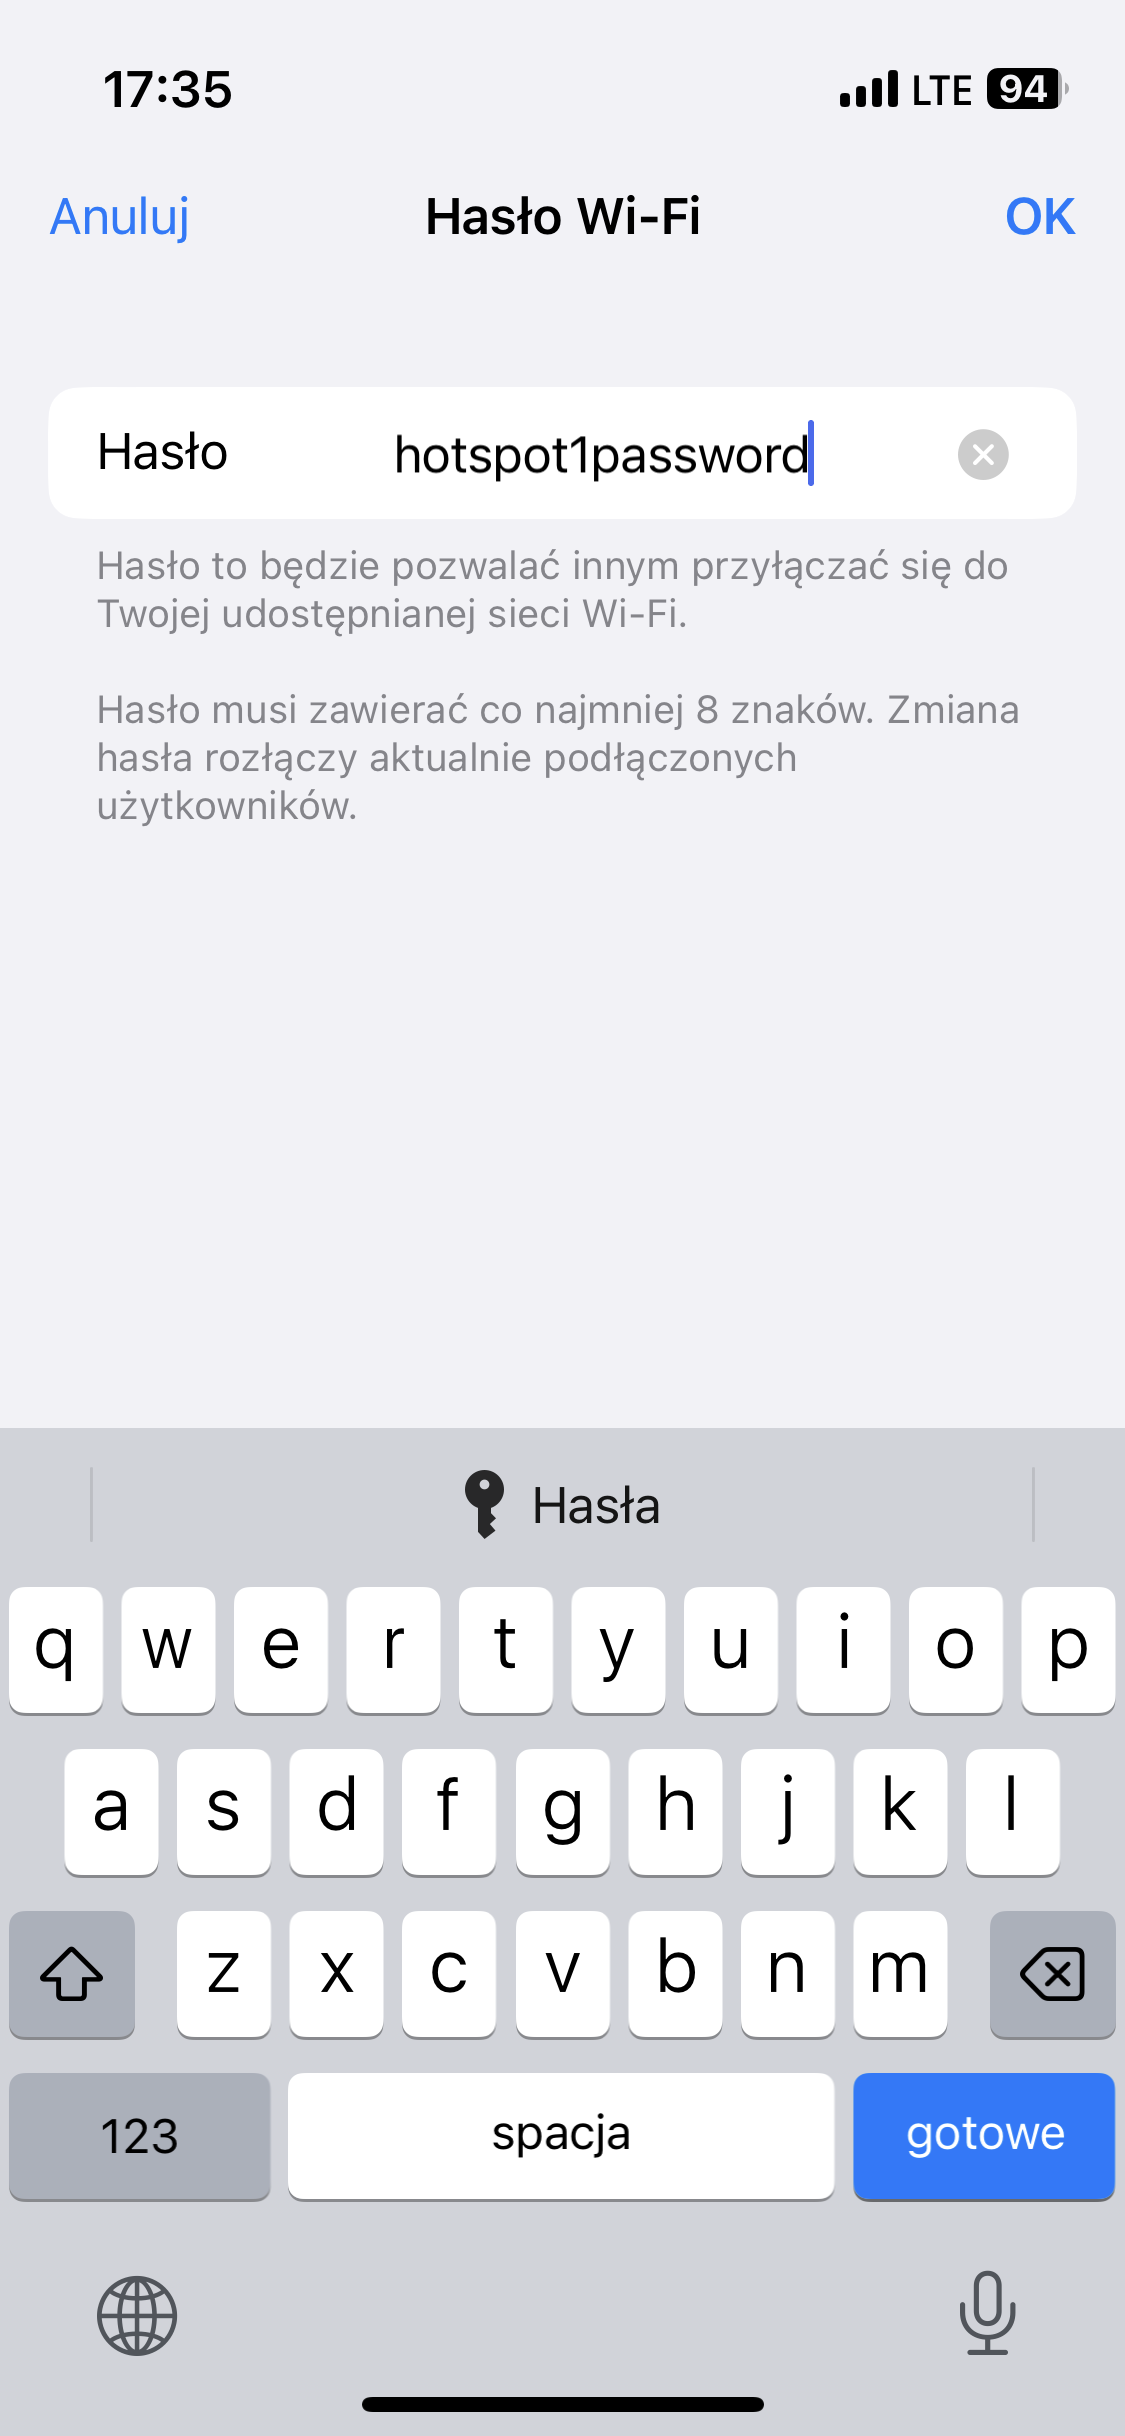 17:35 LTE 94
Anuluj Hasło Wi-Fi OK
Hasło hotspot1password
Hasło to będzie pozwalać innym przyłączać się do
Twojej udostępnianej sieci Wi-Fi.
Hasło musi zawierać co najmniej 8 znaków. Zmiana
hasła rozłączy aktualnie podłączonych
użytkowników.
Hasła
q w e r t y u i o p
a s d f g h j k l
z x c v b n m
123 spacja gotowe